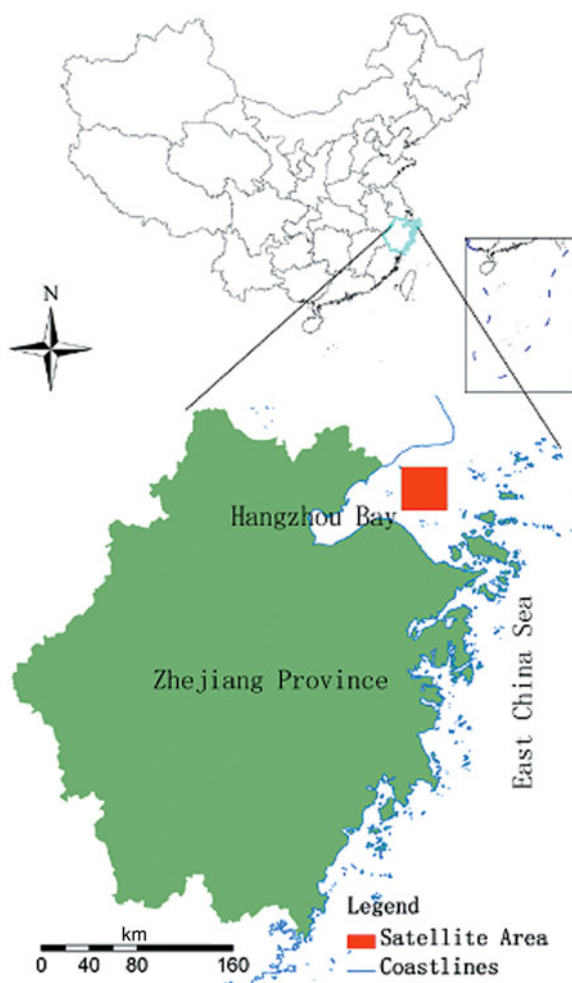 N
Hangzhou Bay
Zhejiang Province
East China Sea
Legend
Satellite Area
Coastlines
km
0 40 80 160